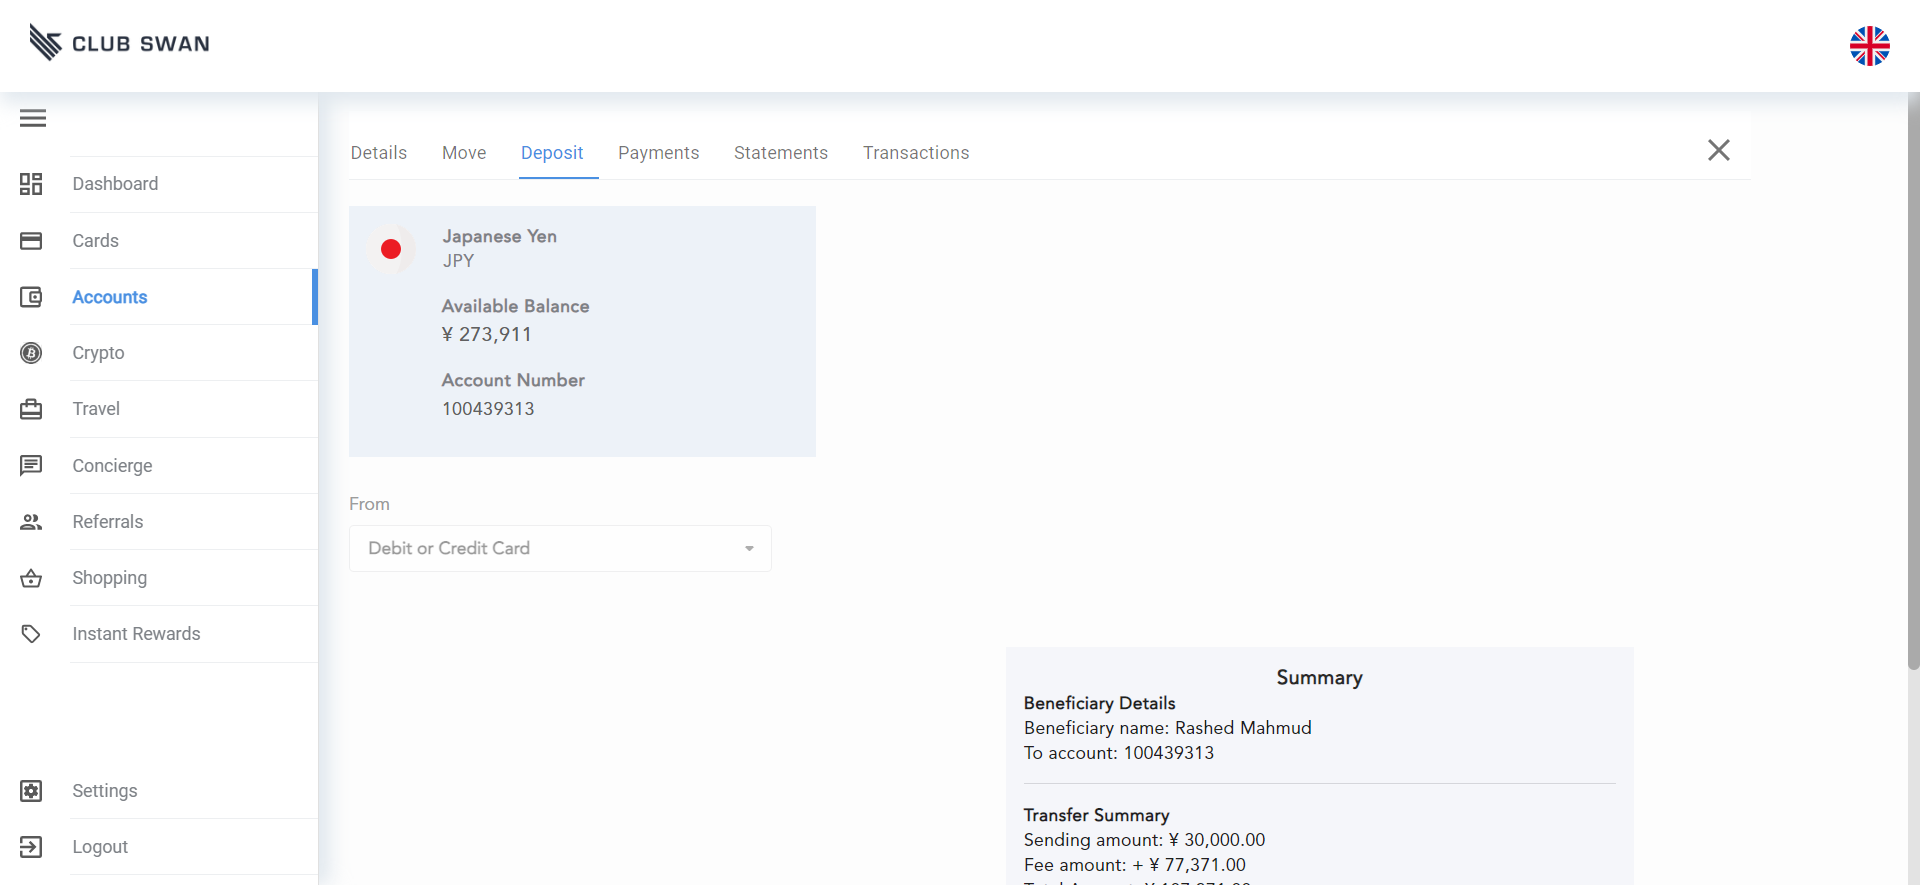 CLUB SWAN
Dashboard
Cards
Accounts
Crypto
Travel
Concierge
Referrals
Shopping
Instant Rewards
Settings
Logout
Details Move Deposit Payments Statements Transactions
Japanese Yen
JPY
Available Balance
¥ 273,911
Account Number
100439313
From
Debit or Credit Card
Summary
Beneficiary Details
Beneficiary name: Rashed Mahmud
To account: 100439313
Transfer Summary
Sending amount: ¥ 30,000.00
Fee amount: + ¥ 77,371.00